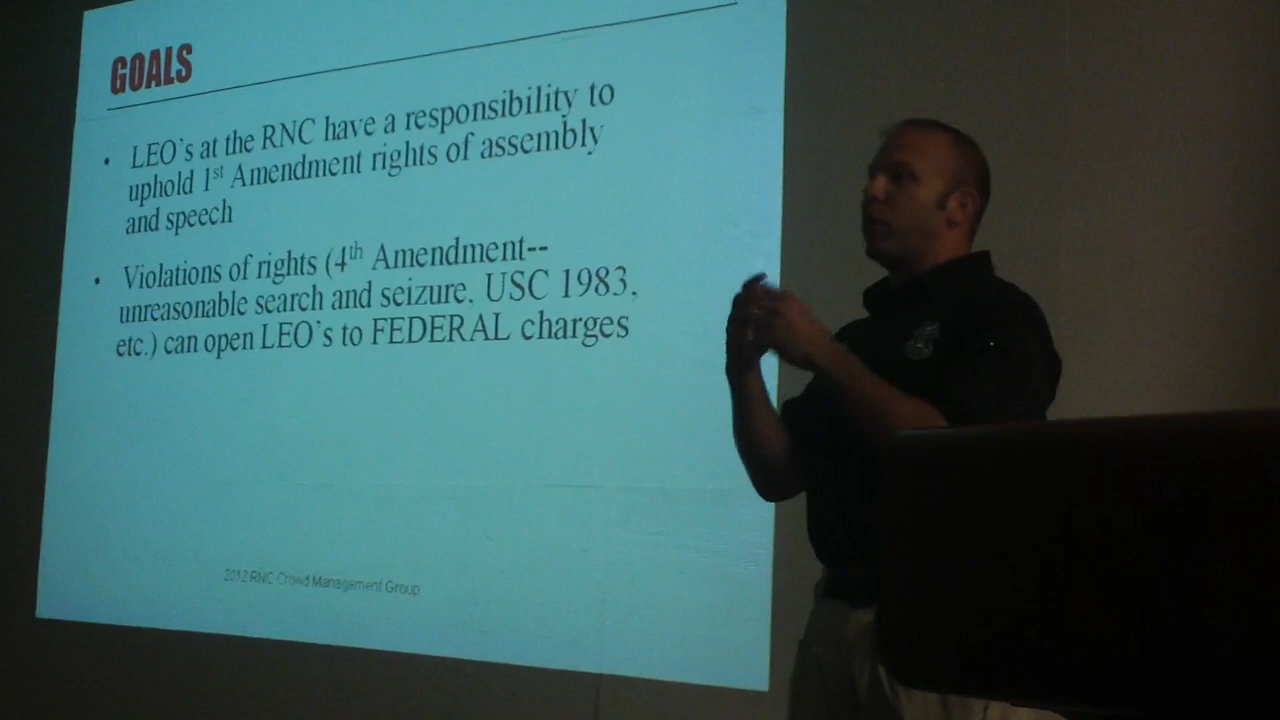 GOALS
• LEO's at the RNC have a responsibility to
uphold 1st Amendment rights of assembly
and speech
• Violations of rights (4th Amendment--
unreasonable search and seizure, USC 1983,
etc.) can open LEO's to FEDERAL charges
2012 RNC Crowd Management Group